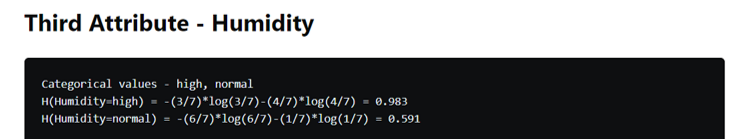 Third Attribute - Humidity
Categorical values - high, normal
H(Humidity=high) = -(3/7)*log(3/7)-(4/7)*log(4/7) = 0.983
H(Humidity=normal) = -(6/7)*log(6/7)-(1/7)*log(1/7) = 0.591